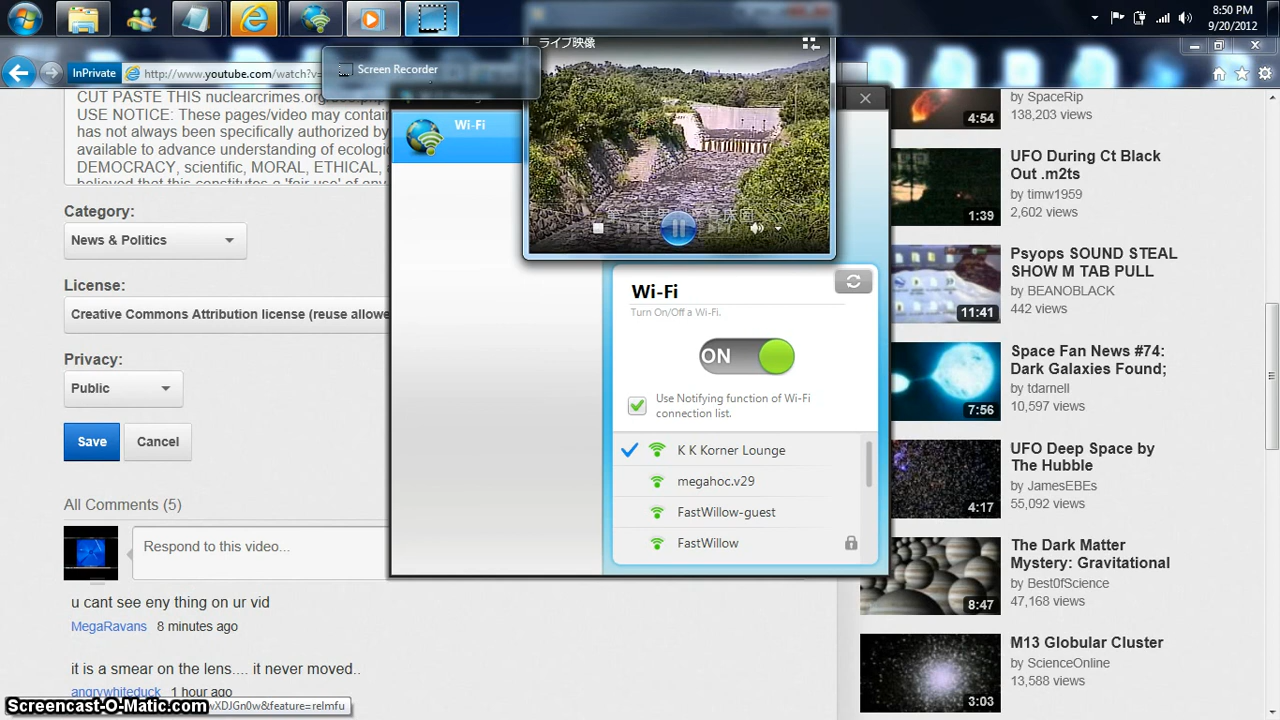 8:50 PM
9/20/2012
InPrivate
http://www.youtube.com/watch?v=
Screen Recorder
ライブ映像
CUT PASTE THIS nuclearcrimes.org
USE NOTICE: These pages/video may contain
has not always been specifically authorized by
available to advance understanding of ecologic
DEMOCRACY, scientific, MORAL, ETHICAL,
believed that this constitutes a 'fair use' of any
Category:
News & Politics
License:
Creative Commons Attribution license (reuse allowe
Privacy:
Public
Save
Cancel
All Comments (5)
Respond to this video...
u cant see eny thing on ur vid
MegaRavans 8 minutes ago
it is a smear on the lens.... it never moved..
angrywhiteduck 1 hour ago
Screencast-O-Matic.com
Wi-Fi
Wi-Fi
Turn On/Off a Wi-Fi.
ON
Use Notifying function of Wi-Fi
connection list.
K K Korner Lounge
megahoc.v29
FastWillow-guest
FastWillow
4:54
by SpaceRip
138,203 views
1:39
UFO During Ct Black
Out .m2ts
by timw1959
2,602 views
11:41
Psyops SOUND STEAL
SHOW M TAB PULL
by BEANOBLACK
442 views
7:56
Space Fan News #74:
Dark Galaxies Found;
by tdarnell
10,597 views
4:17
UFO Deep Space by
The Hubble
by JamesEBEs
55,092 views
8:47
The Dark Matter
Mystery: Gravitational
by Best0fScience
47,168 views
3:03
M13 Globular Cluster
by ScienceOnline
13,588 views